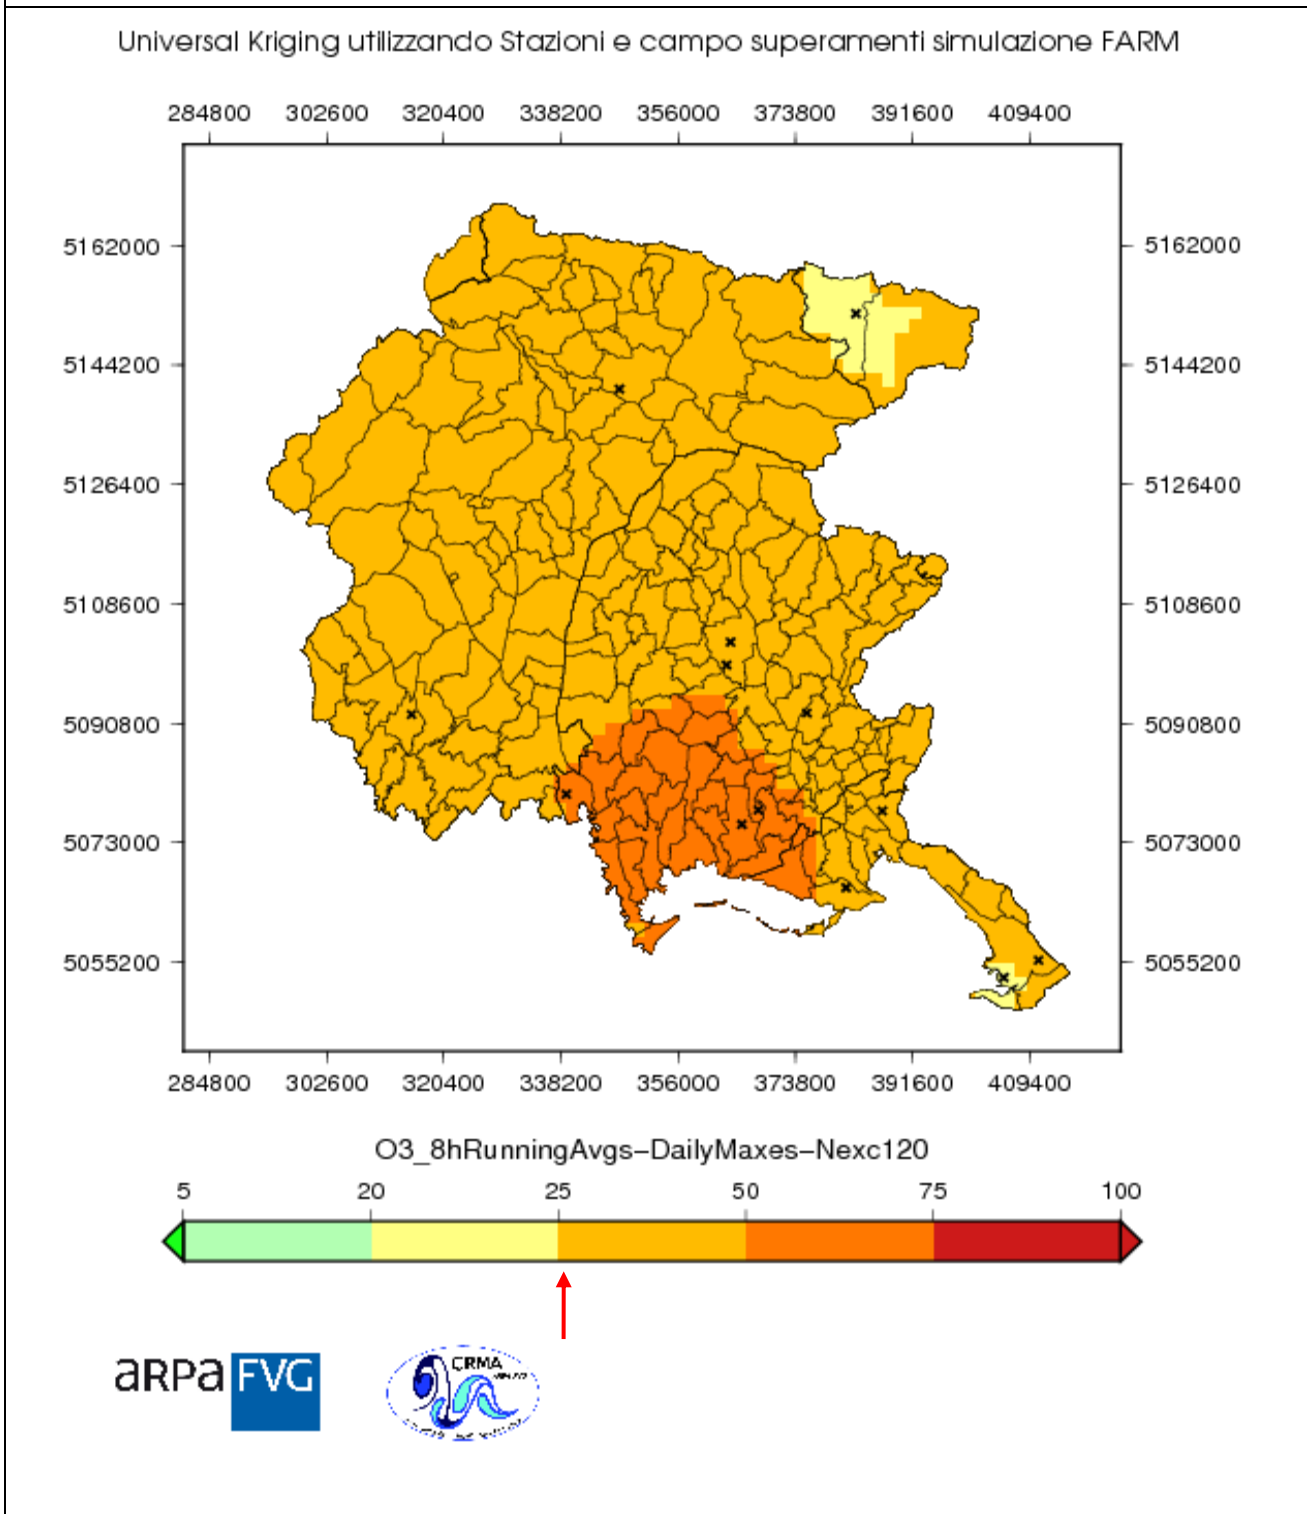 Universal Kriging utilizzando Stazioni e campo superamenti simulazione FARM
284800 302600 320400 338200 356000 373800 391600 409400
5162000 5162000
5144200 5144200
5126400 5126400
5108600 5108600
5090800 5090800
5073000 5073000
5055200 5055200
284800 302600 320400 338200 356000 373800 391600 409400
O3_8hRunningAvgs-DailyMaxes-Nexc120
5 20 25 50 75 100
aRPa FVG
CRMA